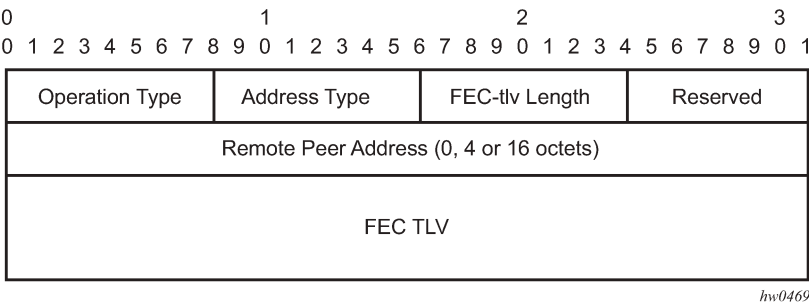 0 1 2 3
0 1 2 3 4 5 6 7 8 9 0 1 2 3 4 5 6 7 8 9 0 1 2 3 4 5 6 7 8 9 0 1
Operation Type Address Type FEC-tlv Length Reserved
Remote Peer Address (0, 4 or 16 octets)
FEC TLV
hw0469